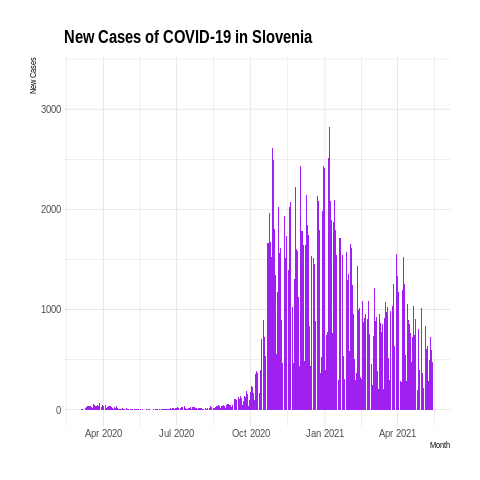 New Cases of COVID-19 in Slovenia
New Cases
3000
2000
1000
0
Apr 2020 Jul 2020 Oct 2020 Jan 2021 Apr 2021
Month